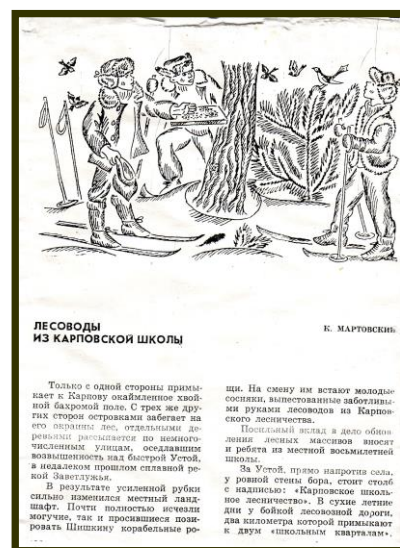 ЛЕСОВОДЫ
ИЗ КАРПОВСКОЙ ШКОЛЫ
К. МАРТОВСКИЙ
Только с одной стороны примы-
кает к Карпову окаймленное хвой-
ной бахромой поле. С трех же дру-
гих сторон островками забегает на
его окраины лес, отдельными де-
ревьями рассыпается по немного-
численным улицам, оседлавшим
возвышенность над быстрой Устой,
в недалеком прошлом сплавной ре-
кой Заветлужья.
В результате усиленной рубки
сильно изменился местный ланд-
шафт. Почти полностью исчезли
могучие, так и просившиеся пози-
ровать Шишкину корабельные ро-
щи. На смену им встают молодые
сосняки, выпестованные заботливы-
ми руками лесоводов из Карпов-
ского лесничества.
Посильный вклад в дело обнов-
ления лесных массивов вносят
и ребята из местной восьмилетней
школы.
За Устой, прямо напротив села,
у ровной стены бора, стоит столб
с надписью: «Карповское школь-
ное лесничество». В сухие летние
дни у бойкой лесовозной дороги,
два километра которой примыкают
к двум «школьным кварталам»,